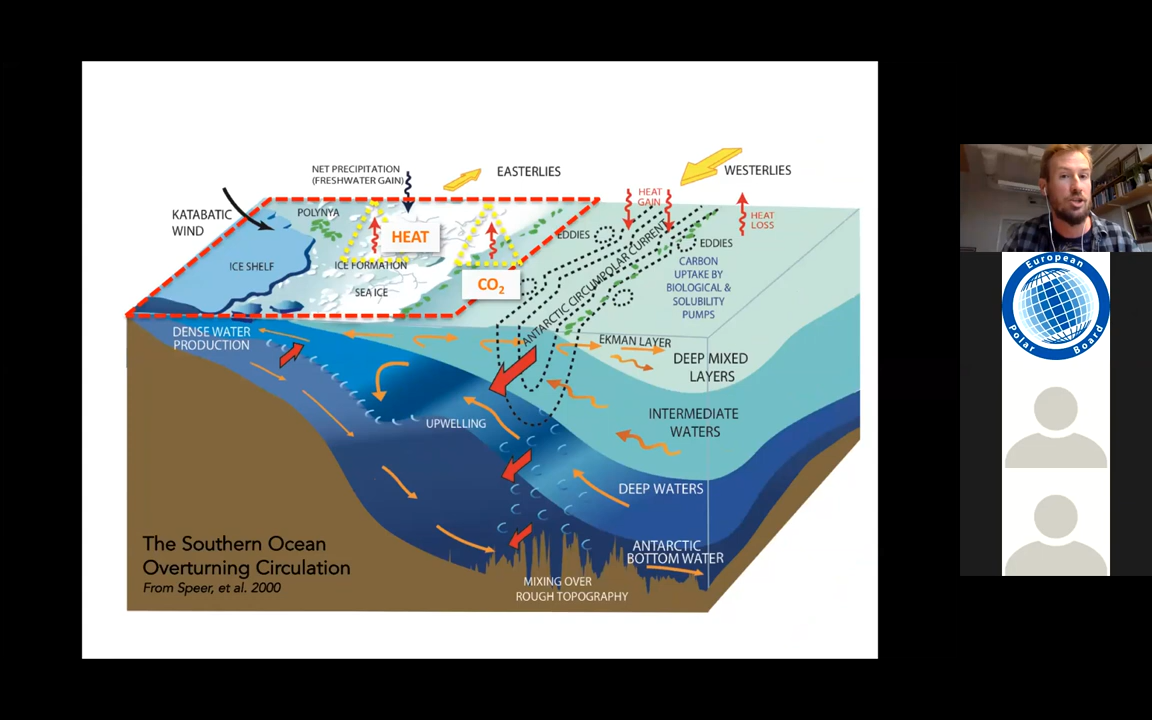 NET PRECIPITATION
(FRESHWATER GAIN)
EASTERLIES
WESTERLIES
KATABATIC
WIND
POLYNYA
HEAT
HEAT
GAIN
HEAT
LOSS
EDDIES
EDDIES
ICE SHELF
ICE FORMATION
SEA ICE
CO2
ANTARCTIC CIRCUMPOLAR CURRENT
CARBON
UPTAKE BY
BIOLOGICAL &
SOLUBILITY
PUMPS
DENSE WATER
PRODUCTION
EKMAN LAYER
DEEP MIXED
LAYERS
UPWELLING
INTERMEDIATE
WATERS
DEEP WATERS
ANTARCTIC
BOTTOM WATER
MIXING OVER
ROUGH TOPOGRAPHY
The Southern Ocean
Overturning Circulation
From Speer, et al. 2000
European
Polar Board